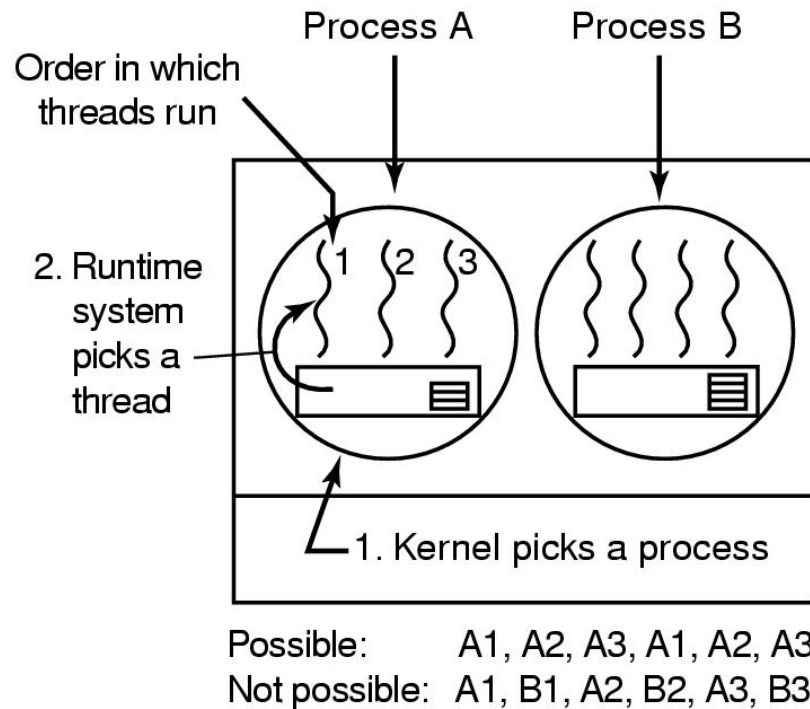 Process A
Process B
Order in which
threads run
1
2
3
2. Runtime
system
picks a
thread
1. Kernel picks a process
Possible: A1, A2, A3, A1, A2, A3
Not possible: A1, B1, A2, B2, A3, B3